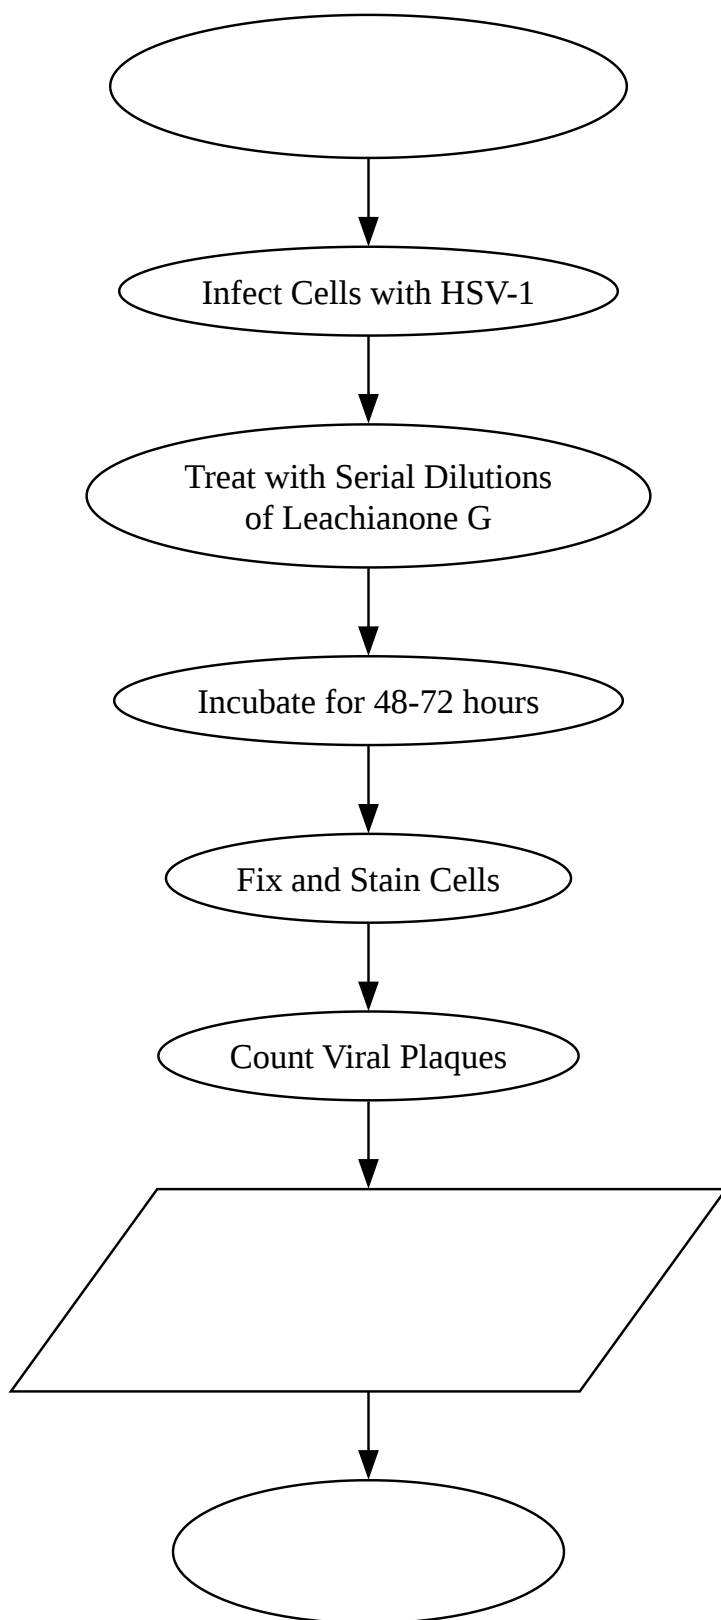 Infect Cells with HSV-1
Treat with Serial Dilutions
of Leachianone G
Incubate for 48-72 hours
Fix and Stain Cells
Count Viral Plaques